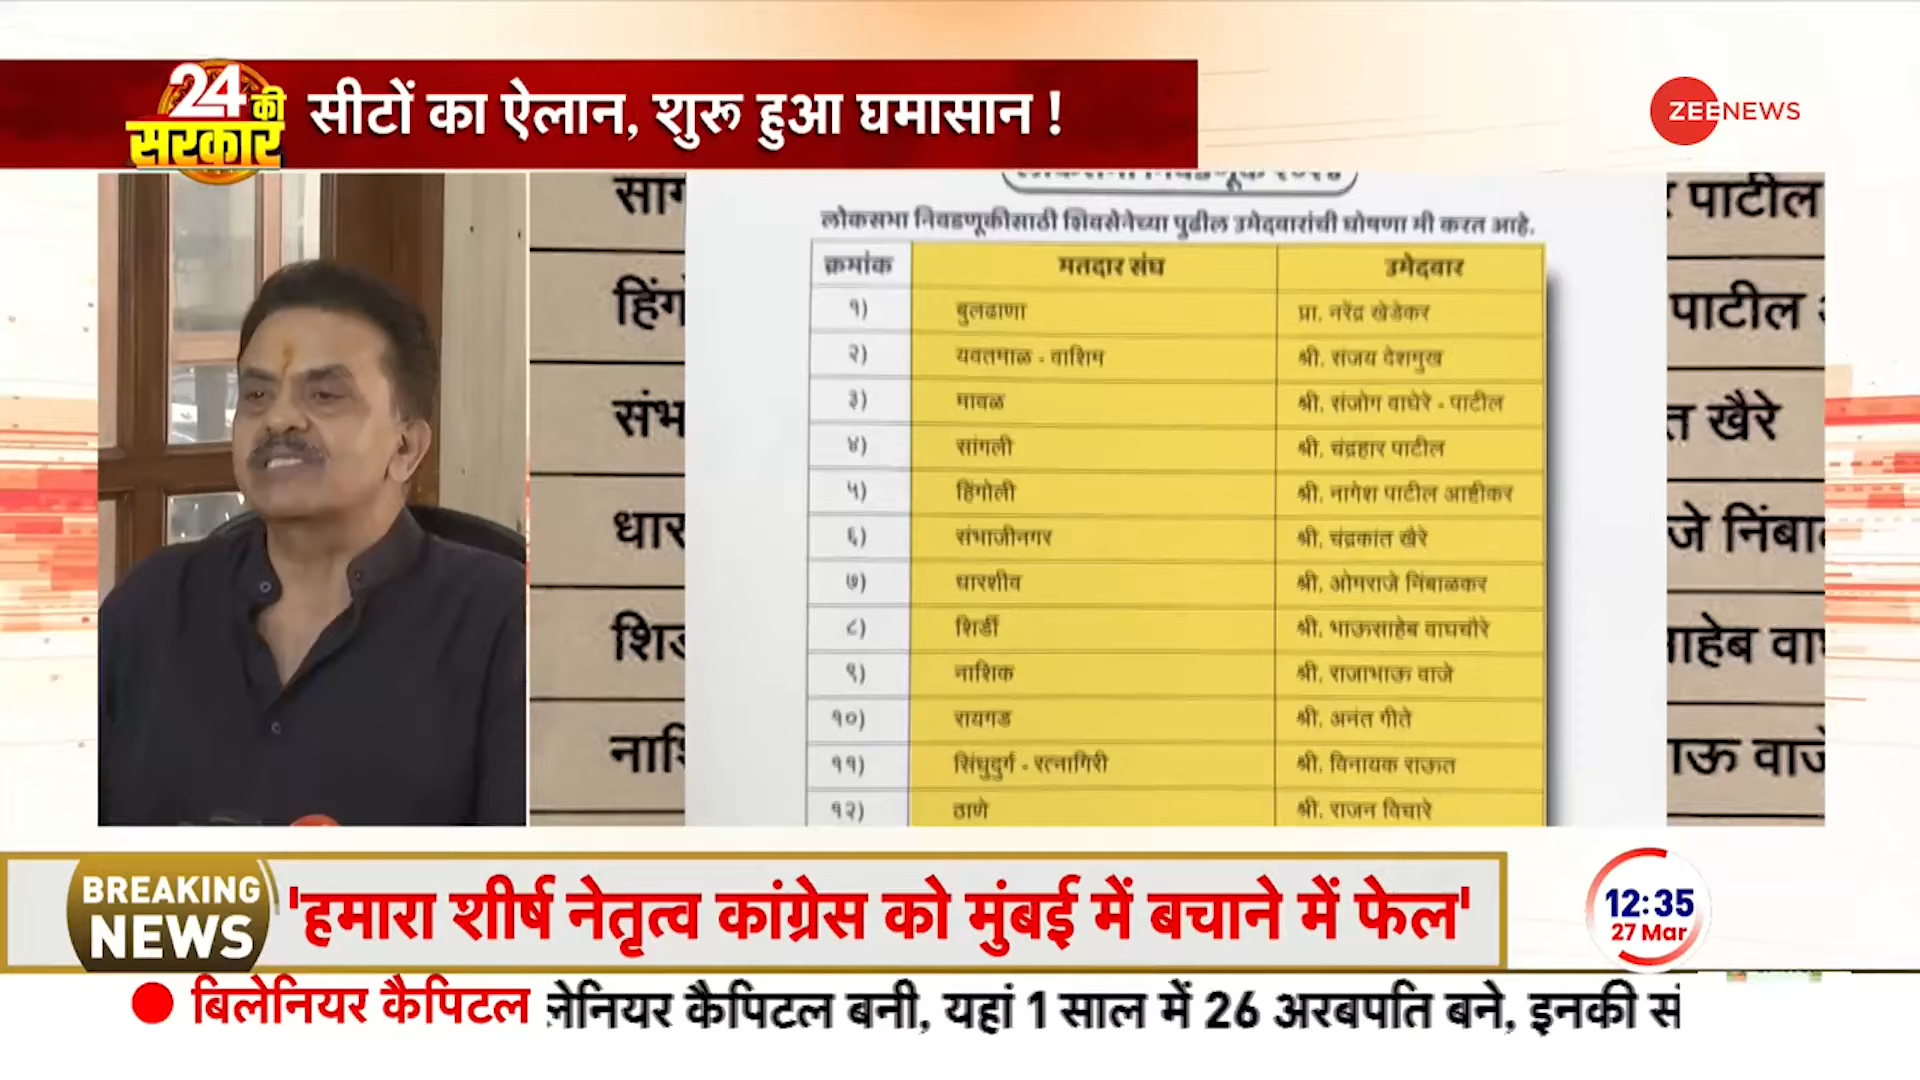 24 की
सरकार
सीटों का ऐलान, शुरू हुआ घमासान !
ZEENEWS
लोकसभा निवडणूकीसाठी शिवसेनेच्या पुढील उमेदवारांची घोषणा मी करत आहे.
क्रमांक मतदार संघ उमेदवार
१) बुलढाणा प्रा. नरेंद्र खेडेकर
२) यवतमाळ - वाशिम श्री. संजय देशमुख
३) मावळ श्री. संजोग वाघेरे - पाटील
४) सांगली श्री. चंद्रहार पाटील
५) हिंगोली श्री. नागेश पाटील आष्टीकर
६) संभाजीनगर श्री. चंद्रकांत खैरे
७) धारशीव श्री. ओमराजे निंबाळकर
८) शिर्डी श्री. भाऊसाहेब वाघचौरे
९) नाशिक श्री. राजाभाऊ वाजे
१०) रायगड श्री. अनंत गीते
११) सिंधुदुर्ग - रत्नागिरी श्री. विनायक राऊत
१२) ठाणे श्री. राजन विचारे
पाटील
पाटील
खैरे
वाजे
BREAKING
NEWS
'हमारा शीर्ष नेतृत्व कांग्रेस को मुंबई में बचाने में फेल'
12:35
27 Mar
बिलेनियर कैपिटल
कैपिटल बनी, यहां 1 साल में 26 अरबपति बने, इनकी